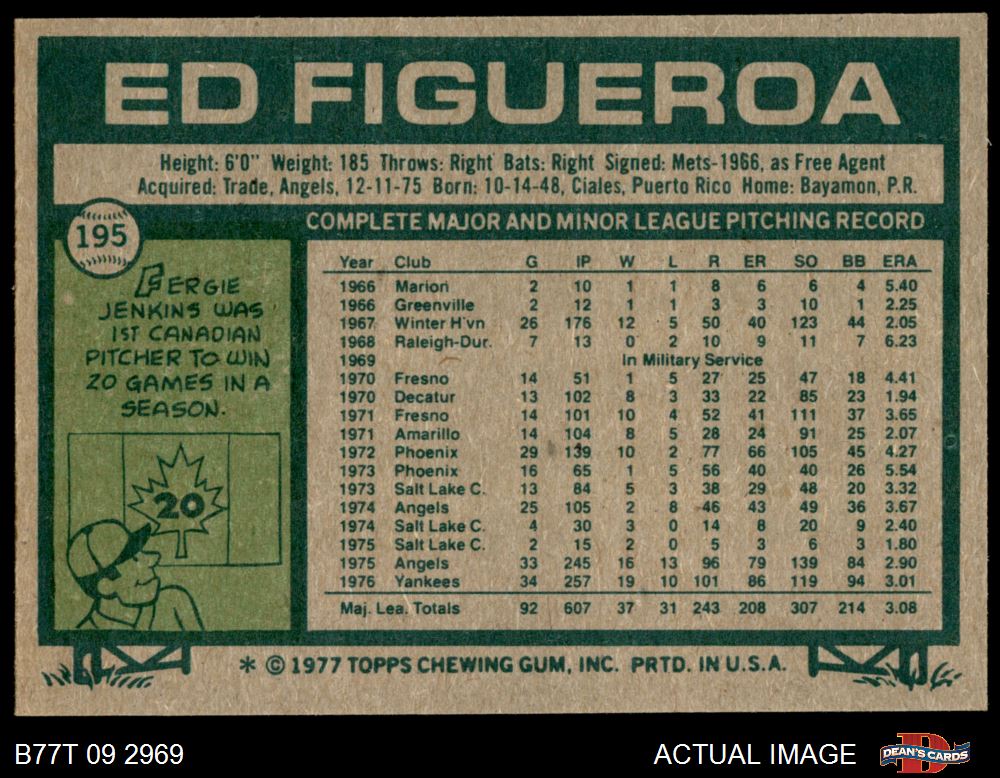 ED FIGUEROA
Height: 6'0" Weight: 185 Throws: Right Bats: Right Signed: Mets-1966, as Free Agent
Acquired: Trade, Angels, 12-11-75 Born: 10-14-48, Ciales, Puerto Rico Home: Bayamon, P.R.
195
FERGIE
JENKINS WAS
1ST CANADIAN
PITCHER TO WIN
20 GAMES IN A
SEASON.
20
COMPLETE MAJOR AND MINOR LEAGUE PITCHING RECORD
Year Club G IP W L R ER SO BB ERA
1966 Marion 2 10 1 1 8 6 6 4 5.40
1966 Greenville 2 12 1 1 3 3 10 1 2.25
1967 Winter H'vn 26 176 12 5 50 40 123 44 2.05
1968 Raleigh-Dur. 7 13 0 2 10 9 11 7 6.23
1969 In Military Service
1970 Fresno 14 51 1 5 27 25 47 18 4.41
1970 Decatur 13 102 8 3 33 22 85 23 1.94
1971 Fresno 14 101 10 4 52 41 111 37 3.65
1971 Amarillo 14 104 8 5 28 24 91 25 2.07
1972 Phoenix 29 139 10 2 77 66 105 45 4.27
1973 Phoenix 16 65 1 5 56 40 40 26 5.54
1973 Salt Lake C. 13 84 5 3 38 29 48 20 3.32
1974 Angels 25 105 2 8 46 43 49 36 3.67
1974 Salt Lake C. 4 30 3 0 14 8 20 9 2.40
1975 Salt Lake C. 2 15 2 0 5 3 6 3 1.80
1975 Angels 33 245 16 13 96 79 139 84 2.90
1976 Yankees 34 257 19 10 101 86 119 94 3.01
Maj. Lea. Totals 92 607 37 31 243 208 307 214 3.08
* © 1977 TOPPS CHEWING GUM, INC. PRTD. IN U.S.A.
B77T 09 2969
ACTUAL IMAGE
D
DEAN'S CARDS